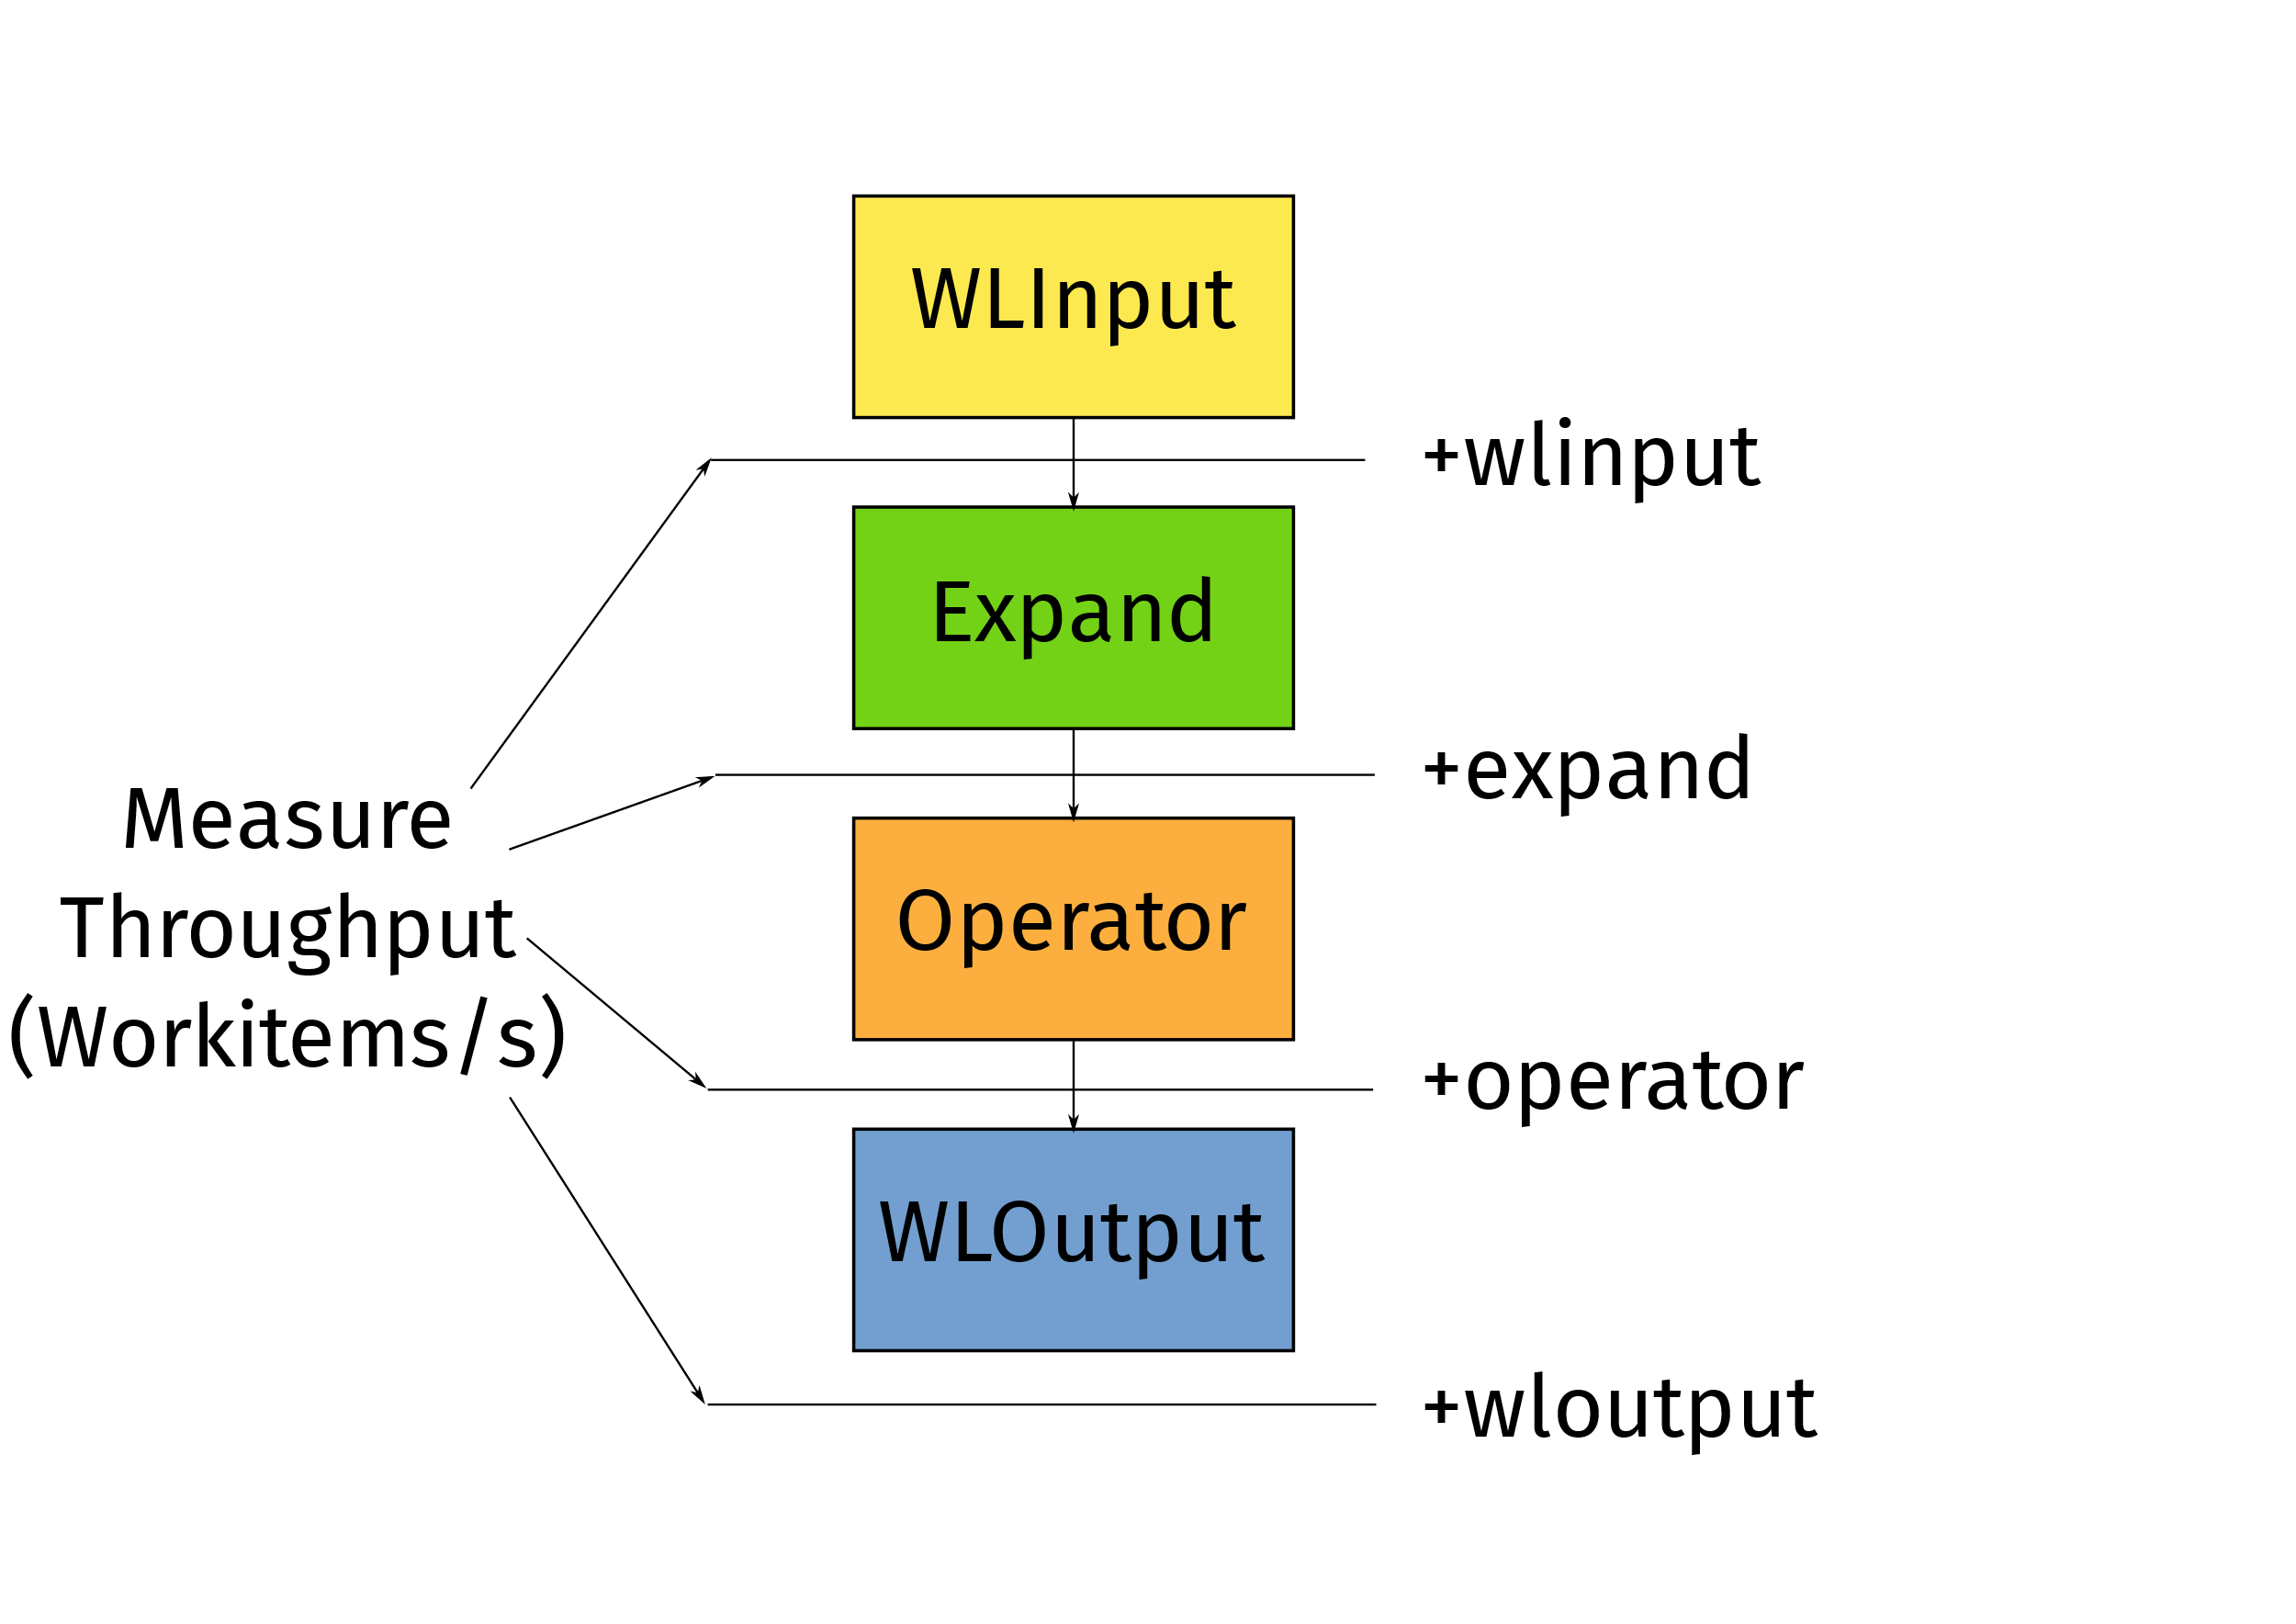 WLInput
+wlinput
Expand
+expand
Measure
Throughput
(Workitems/s)
Operator
+operator
WLOutput
+wloutput